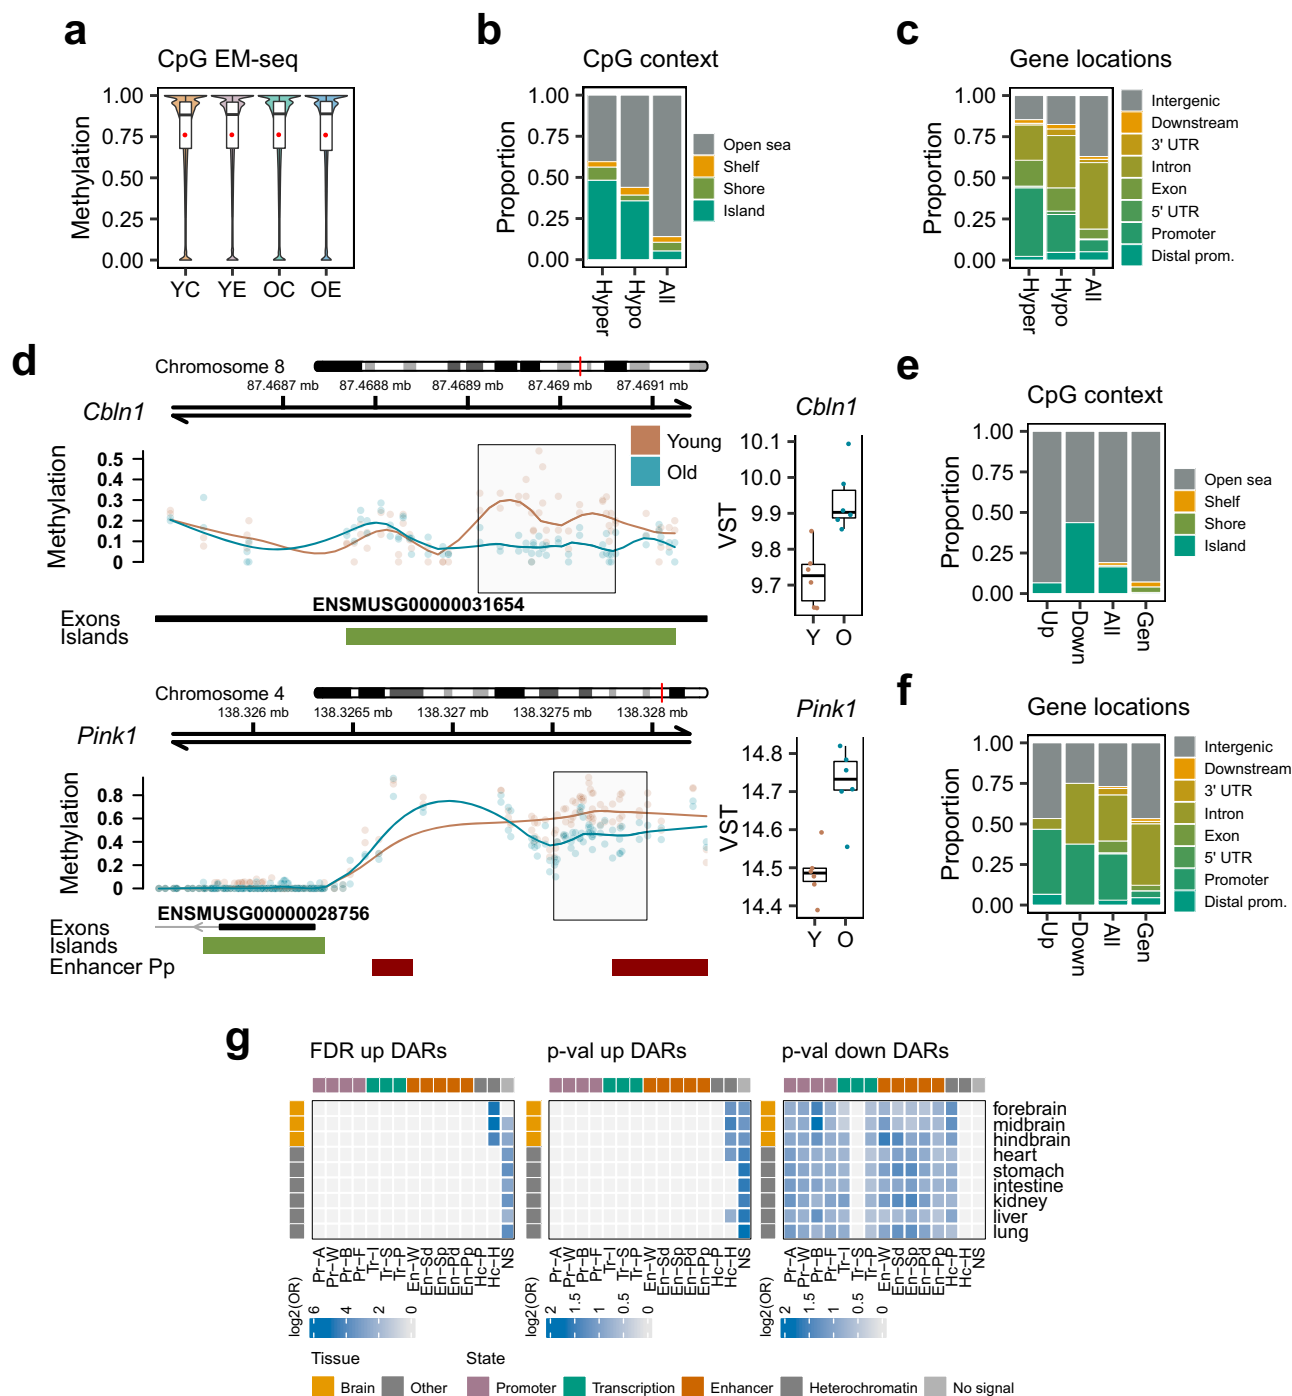 a
CpG EM-seq
Methylation
1.00
0.75
0.50
0.25
0.00
YC YE OC OE
b
CpG context
Proportion
1.00
0.75
0.50
0.25
0.00
Hyper
Hypo
All
Open sea
Shelf
Shore
Island
c
Gene locations
Proportion
1.00
0.75
0.50
0.25
0.00
Hyper
Hypo
All
Intergenic
Downstream
3' UTR
Intron
Exon
5' UTR
Promoter
Distal prom.
d
Chromosome 8
87.4687 mb 87.4688 mb 87.4689 mb 87.469 mb 87.4691 mb
Cbln1
Young
Old
Methylation
0.5
0.4
0.3
0.2
0.1
0
ENSMUSG00000031654
Exons
Islands
Cbln1
VST
10.1
10.0
9.9
9.8
9.7
Y O
Chromosome 4
138.326 mb 138.3265 mb 138.327 mb 138.3275 mb 138.328 mb
Pink1
Methylation
0.8
0.6
0.4
0.2
0
ENSMUSG00000028756
Exons
Islands
Enhancer Pp
Pink1
VST
14.8
14.7
14.6
14.5
14.4
Y O
e
CpG context
Proportion
1.00
0.75
0.50
0.25
0.00
Up
Down
All
Gen
Open sea
Shelf
Shore
Island
f
Gene locations
Proportion
1.00
0.75
0.50
0.25
0.00
Up
Down
All
Gen
Intergenic
Downstream
3' UTR
Intron
Exon
5' UTR
Promoter
Distal prom.
g
FDR up DARs
p-val up DARs
p-val down DARs
forebrain
midbrain
hindbrain
heart
stomach
intestine
kidney
liver
lung
Pr−A
Pr−W
Pr−B
Pr−F
Tr−I
Tr−S
Tr−P
En−W
En−Sd
En−Sp
En−Pd
En−Pp
Hc−P
Hc−H
NS
Pr−A
Pr−W
Pr−B
Pr−F
Tr−I
Tr−S
Tr−P
En−W
En−Sd
En−Sp
En−Pd
En−Pp
Hc−P
Hc−H
NS
Pr−A
Pr−W
Pr−B
Pr−F
Tr−I
Tr−S
Tr−P
En−W
En−Sd
En−Sp
En−Pd
En−Pp
Hc−P
Hc−H
NS
log2(OR)
6 4 2 0
log2(OR)
2 1.5 1 0.5 0
log2(OR)
2 1.5 1 0.5 0
Tissue
Brain Other
State
Promoter Transcription Enhancer Heterochromatin No signal